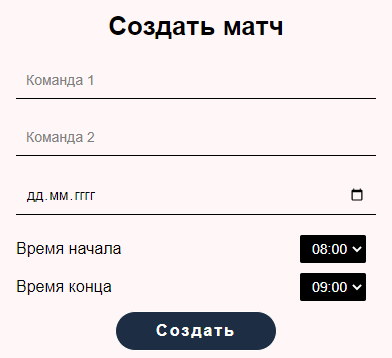 Создать матч
Команда 1
Команда 2
дд.мм.гггг
Время начала 08:00
Время конца 09:00
Создать